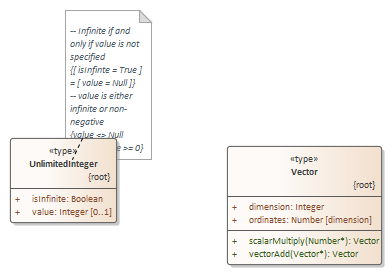 -- Infinite if and
only if value is not
specified
{[ isInfinte = True ]
= [ value = Null ]}
-- value is either
infinite or non-
negative
{value <> Null
>= 0}
«type»
UnlimitedInteger
{root}
+ isInfinite: Boolean
+ value: Integer [0..1]
«type»
Vector
{root}
+ dimension: Integer
+ ordinates: Number [dimension]
+ scalarMultiply(Number*): Vector
+ vectorAdd(Vector*): Vector